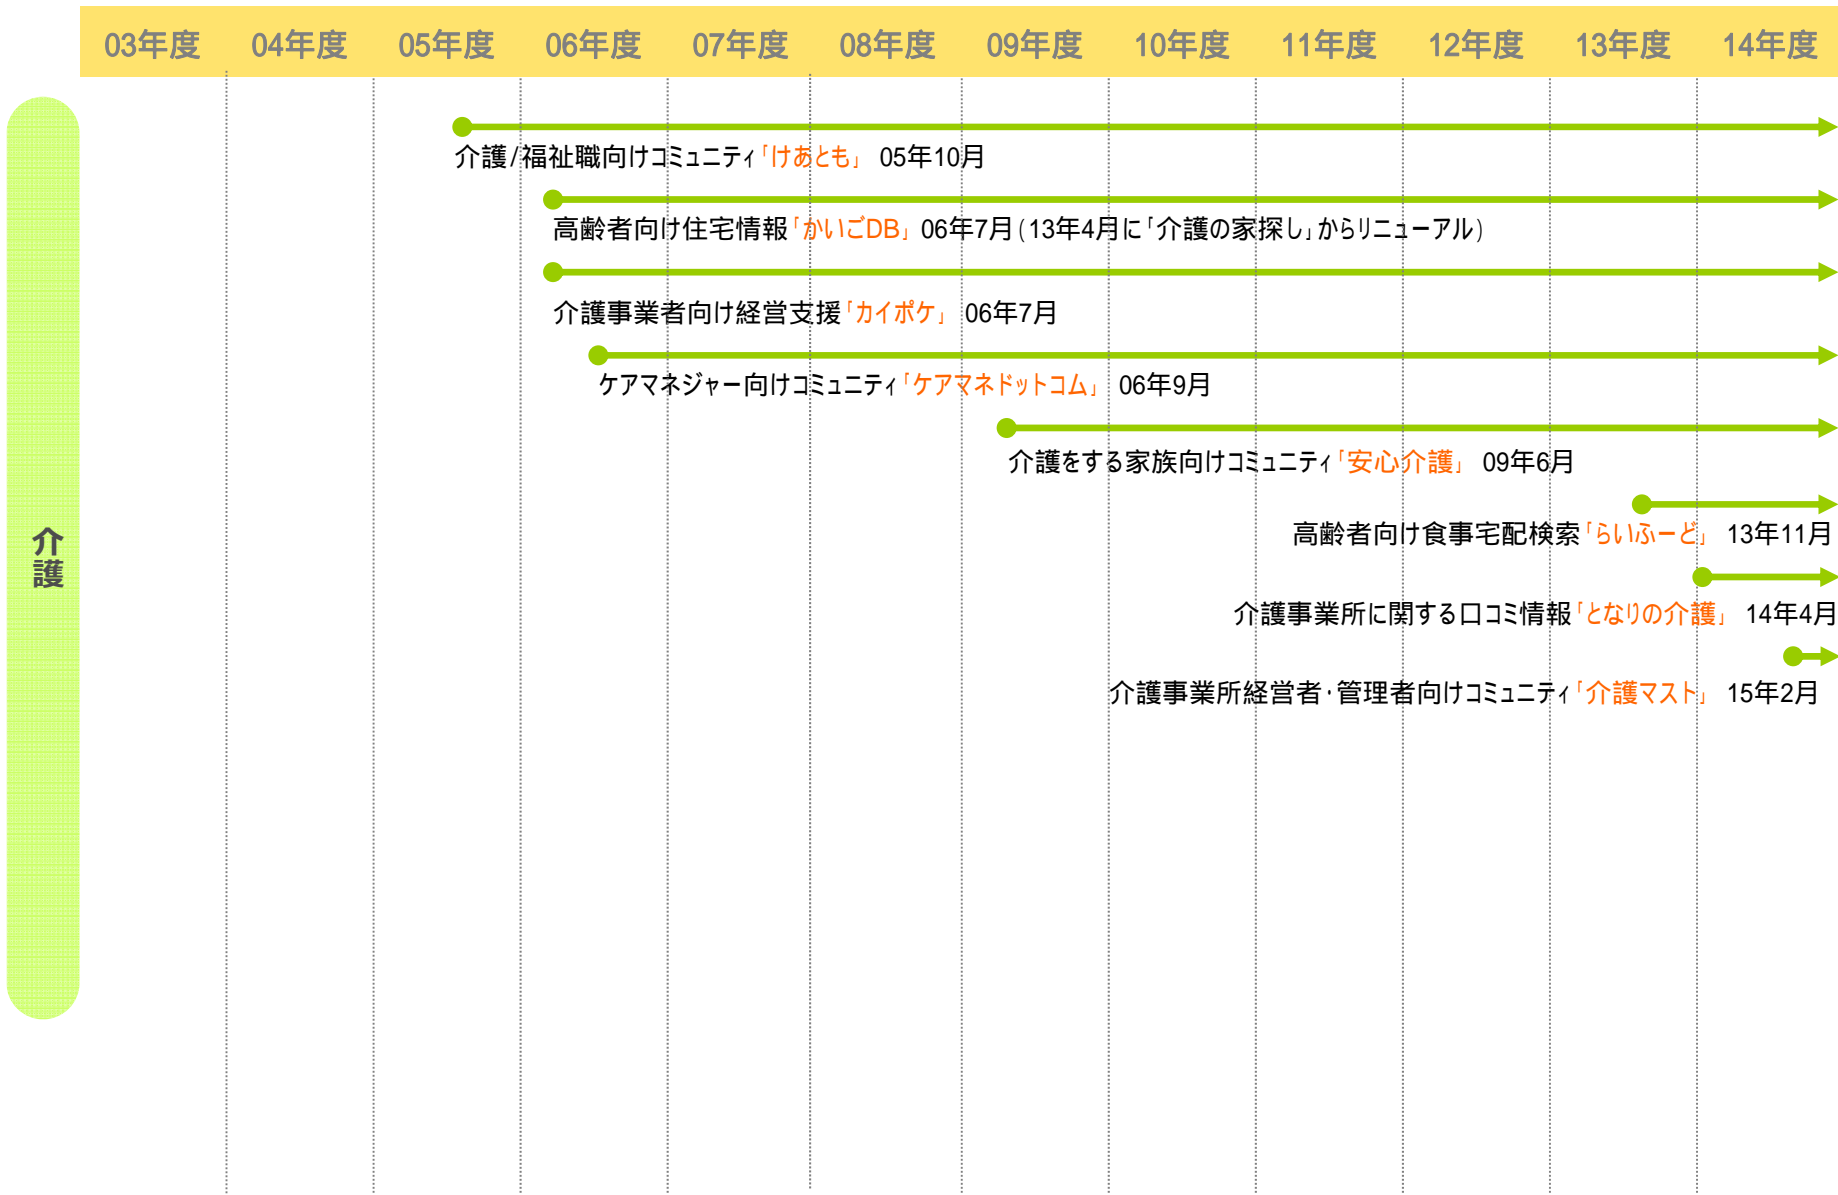 03年度 04年度 05年度 06年度 07年度 08年度 09年度 10年度 11年度 12年度 13年度 14年度
介護
介護/福祉職向けコミュニティ「けあとも」 05年10月
高齢者向け住宅情報「かいごDB」 06年7月(13年4月に「介護の家探し」からリニューアル)
介護事業者向け経営支援「カイポケ」 06年7月
ケアマネジャー向けコミュニティ「ケアマネドットコム」 06年9月
介護をする家族向けコミュニティ「安心介護」 09年6月
高齢者向け食事宅配検索「らいふーど」 13年11月
介護事業所に関する口コミ情報「となりの介護」 14年4月
介護事業所経営者・管理者向けコミュニティ「介護マスト」 15年2月